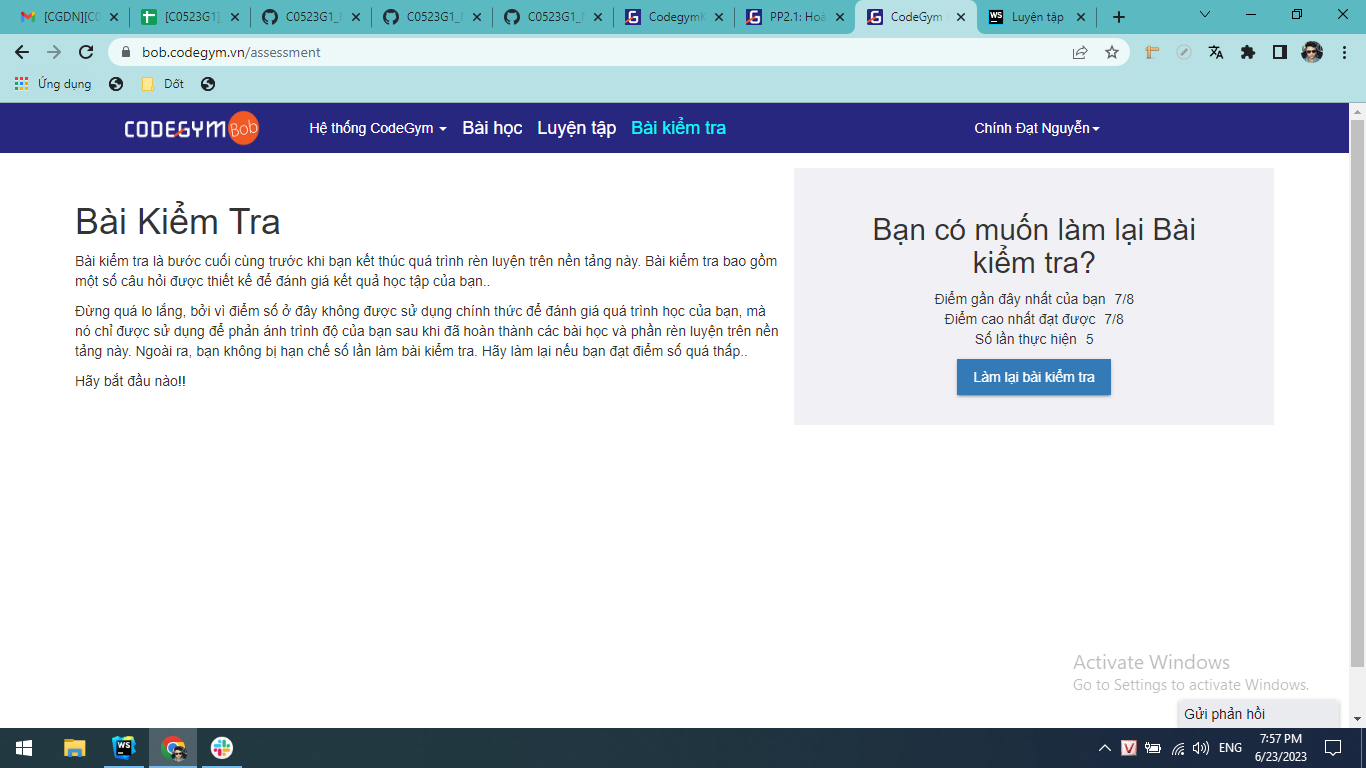 [CGDN][C0
[C0523G1]
C0523G1_
C0523G1_
C0523G1_
Codegym
PP2.1: Hoà
CodeGym
Luyện tập
bob.codegym.vn/assessment
Ứng dụng
Dốt
CODEGYM Bob
Hệ thống CodeGym
Bài học
Luyện tập
Bài kiểm tra
Chính Đạt Nguyễn
Bài Kiểm Tra
Bài kiểm tra là bước cuối cùng trước khi bạn kết thúc quá trình rèn luyện trên nền tảng này. Bài kiểm tra bao gồm
một số câu hỏi được thiết kế để đánh giá kết quả học tập của bạn..
Đừng quá lo lắng, bởi vì điểm số ở đây không được sử dụng chính thức để đánh giá quá trình học của bạn, mà
nó chỉ được sử dụng để phản ánh trình độ của bạn sau khi đã hoàn thành các bài học và phần rèn luyện trên nền
tảng này. Ngoài ra, bạn không bị hạn chế số lần làm bài kiểm tra. Hãy làm lại nếu bạn đạt điểm số quá thấp..
Hãy bắt đầu nào!!
Bạn có muốn làm lại Bài
kiểm tra?
Điểm gần đây nhất của bạn 7/8
Điểm cao nhất đạt được 7/8
Số lần thực hiện 5
Làm lại bài kiểm tra
Activate Windows
Go to Settings to activate Windows.
Gửi phản hồi
ENG
7:57 PM
6/23/2023